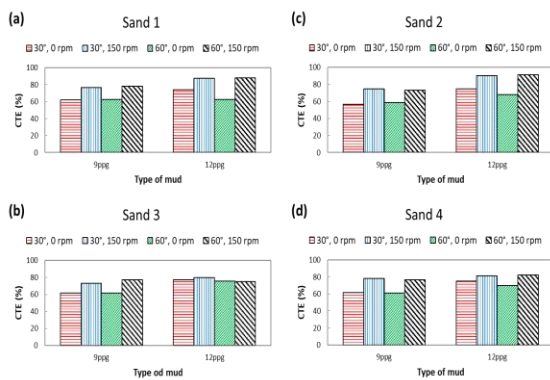 (a)
Sand 1
30°, 0 rpm 30°, 150 rpm 60°, 0 rpm 60°, 150 rpm
100
80
60
40
20
0
CTE (%)
9ppg 12ppg
Type of mud
(c)
Sand 2
30°, 0 rpm 30°, 150 rpm 60°, 0 rpm 60°, 150 rpm
100
80
60
40
20
0
CTE (%)
9ppg 12ppg
Type of mud
(b)
Sand 3
30°, 0 rpm 30°, 150 rpm 60°, 0 rpm 60°, 150 rpm
100
80
60
40
20
0
CTE (%)
9ppg 12ppg
Type od mud
(d)
Sand 4
30°, 0 rpm 30°, 150 rpm 60°, 0 rpm 60°, 150 rpm
100
80
60
40
20
0
CTE (%)
9ppg 12ppg
Type of mud